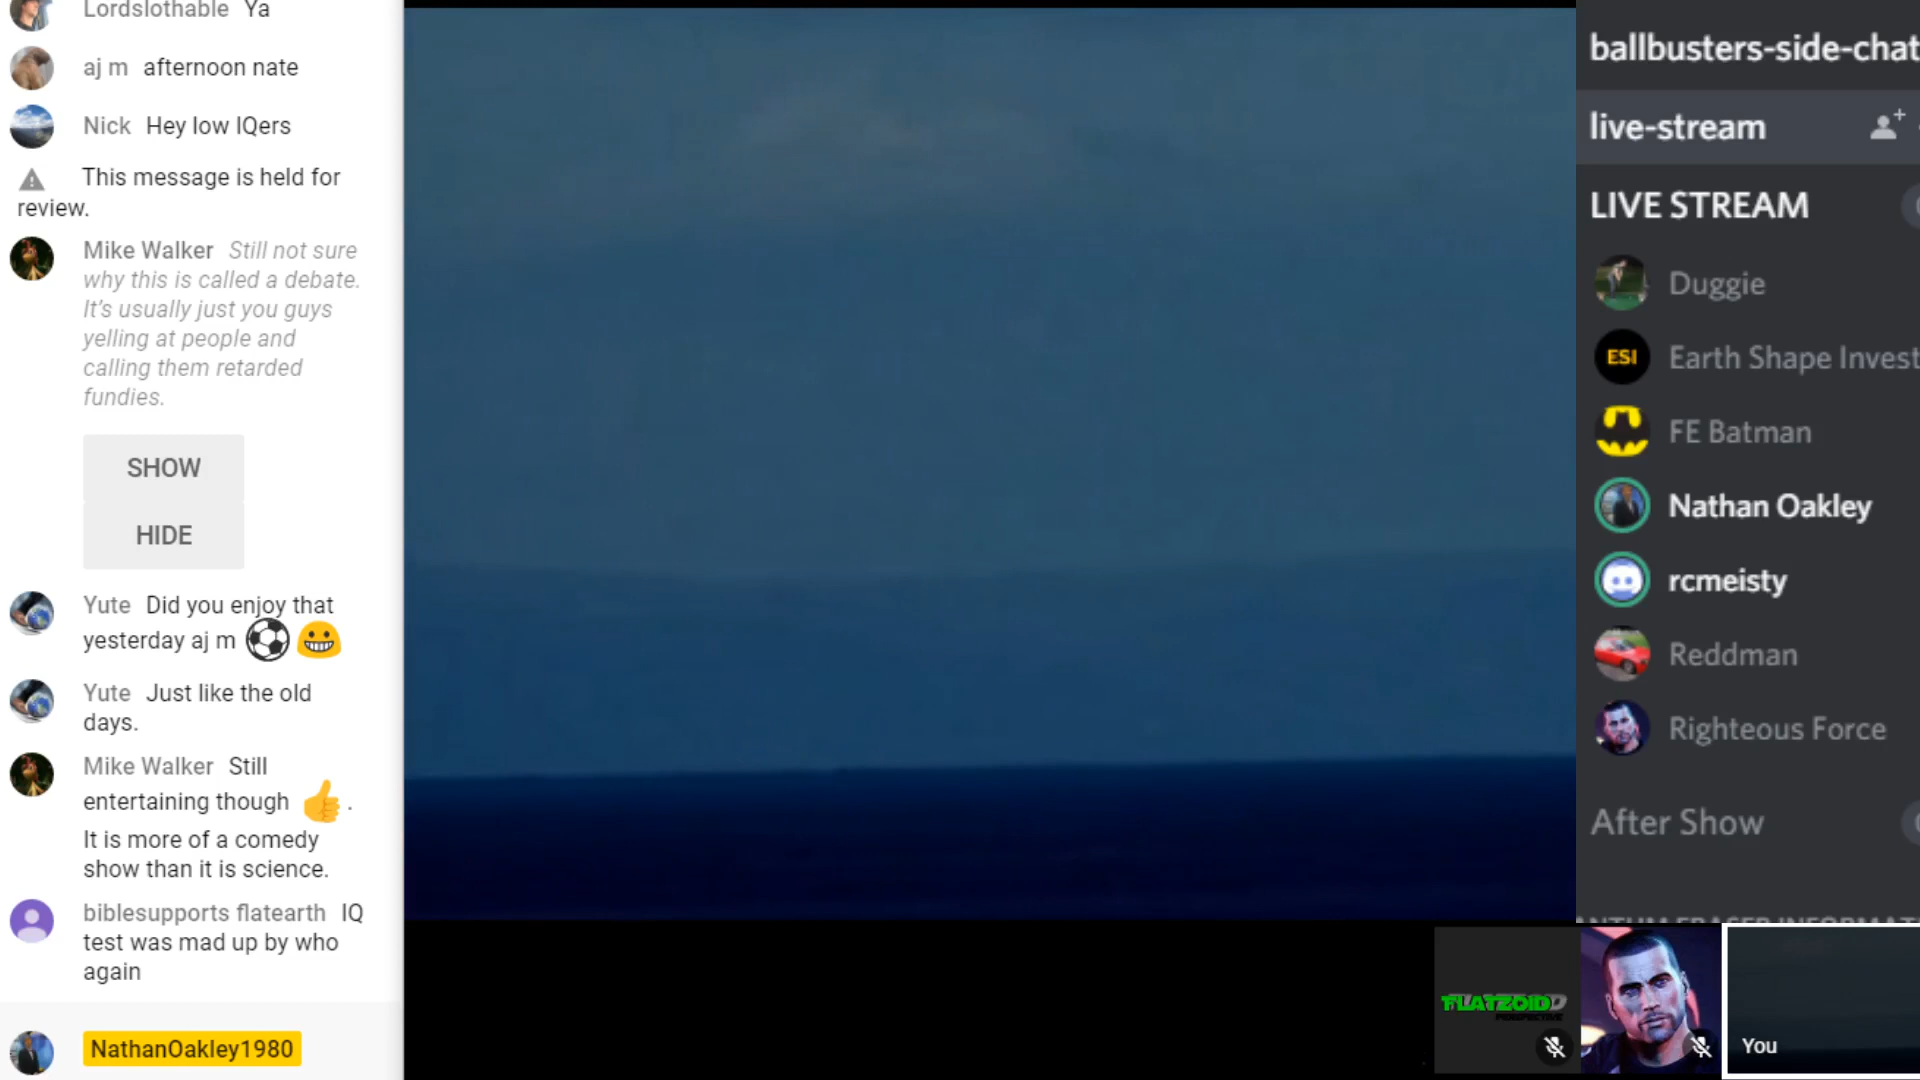 Lordslothable Ya
aj m afternoon nate
Nick Hey low IQers
This message is held for
review.
Mike Walker Still not sure
why this is called a debate.
It's usually just you guys
yelling at people and
calling them retarded
fundies.
SHOW
HIDE
Yute Did you enjoy that
yesterday aj m
Yute Just like the old
days.
Mike Walker Still
entertaining though .
It is more of a comedy
show than it is science.
biblesupports flatearth IQ
test was mad up by who
again
NathanOakley1980
ballbusters-side-chat
live-stream
LIVE STREAM
Duggie
ESI Earth Shape Invest
FE Batman
Nathan Oakley
rcmeisty
Reddman
Righteous Force
After Show
FLATZOID
PERSPECTIVE
You